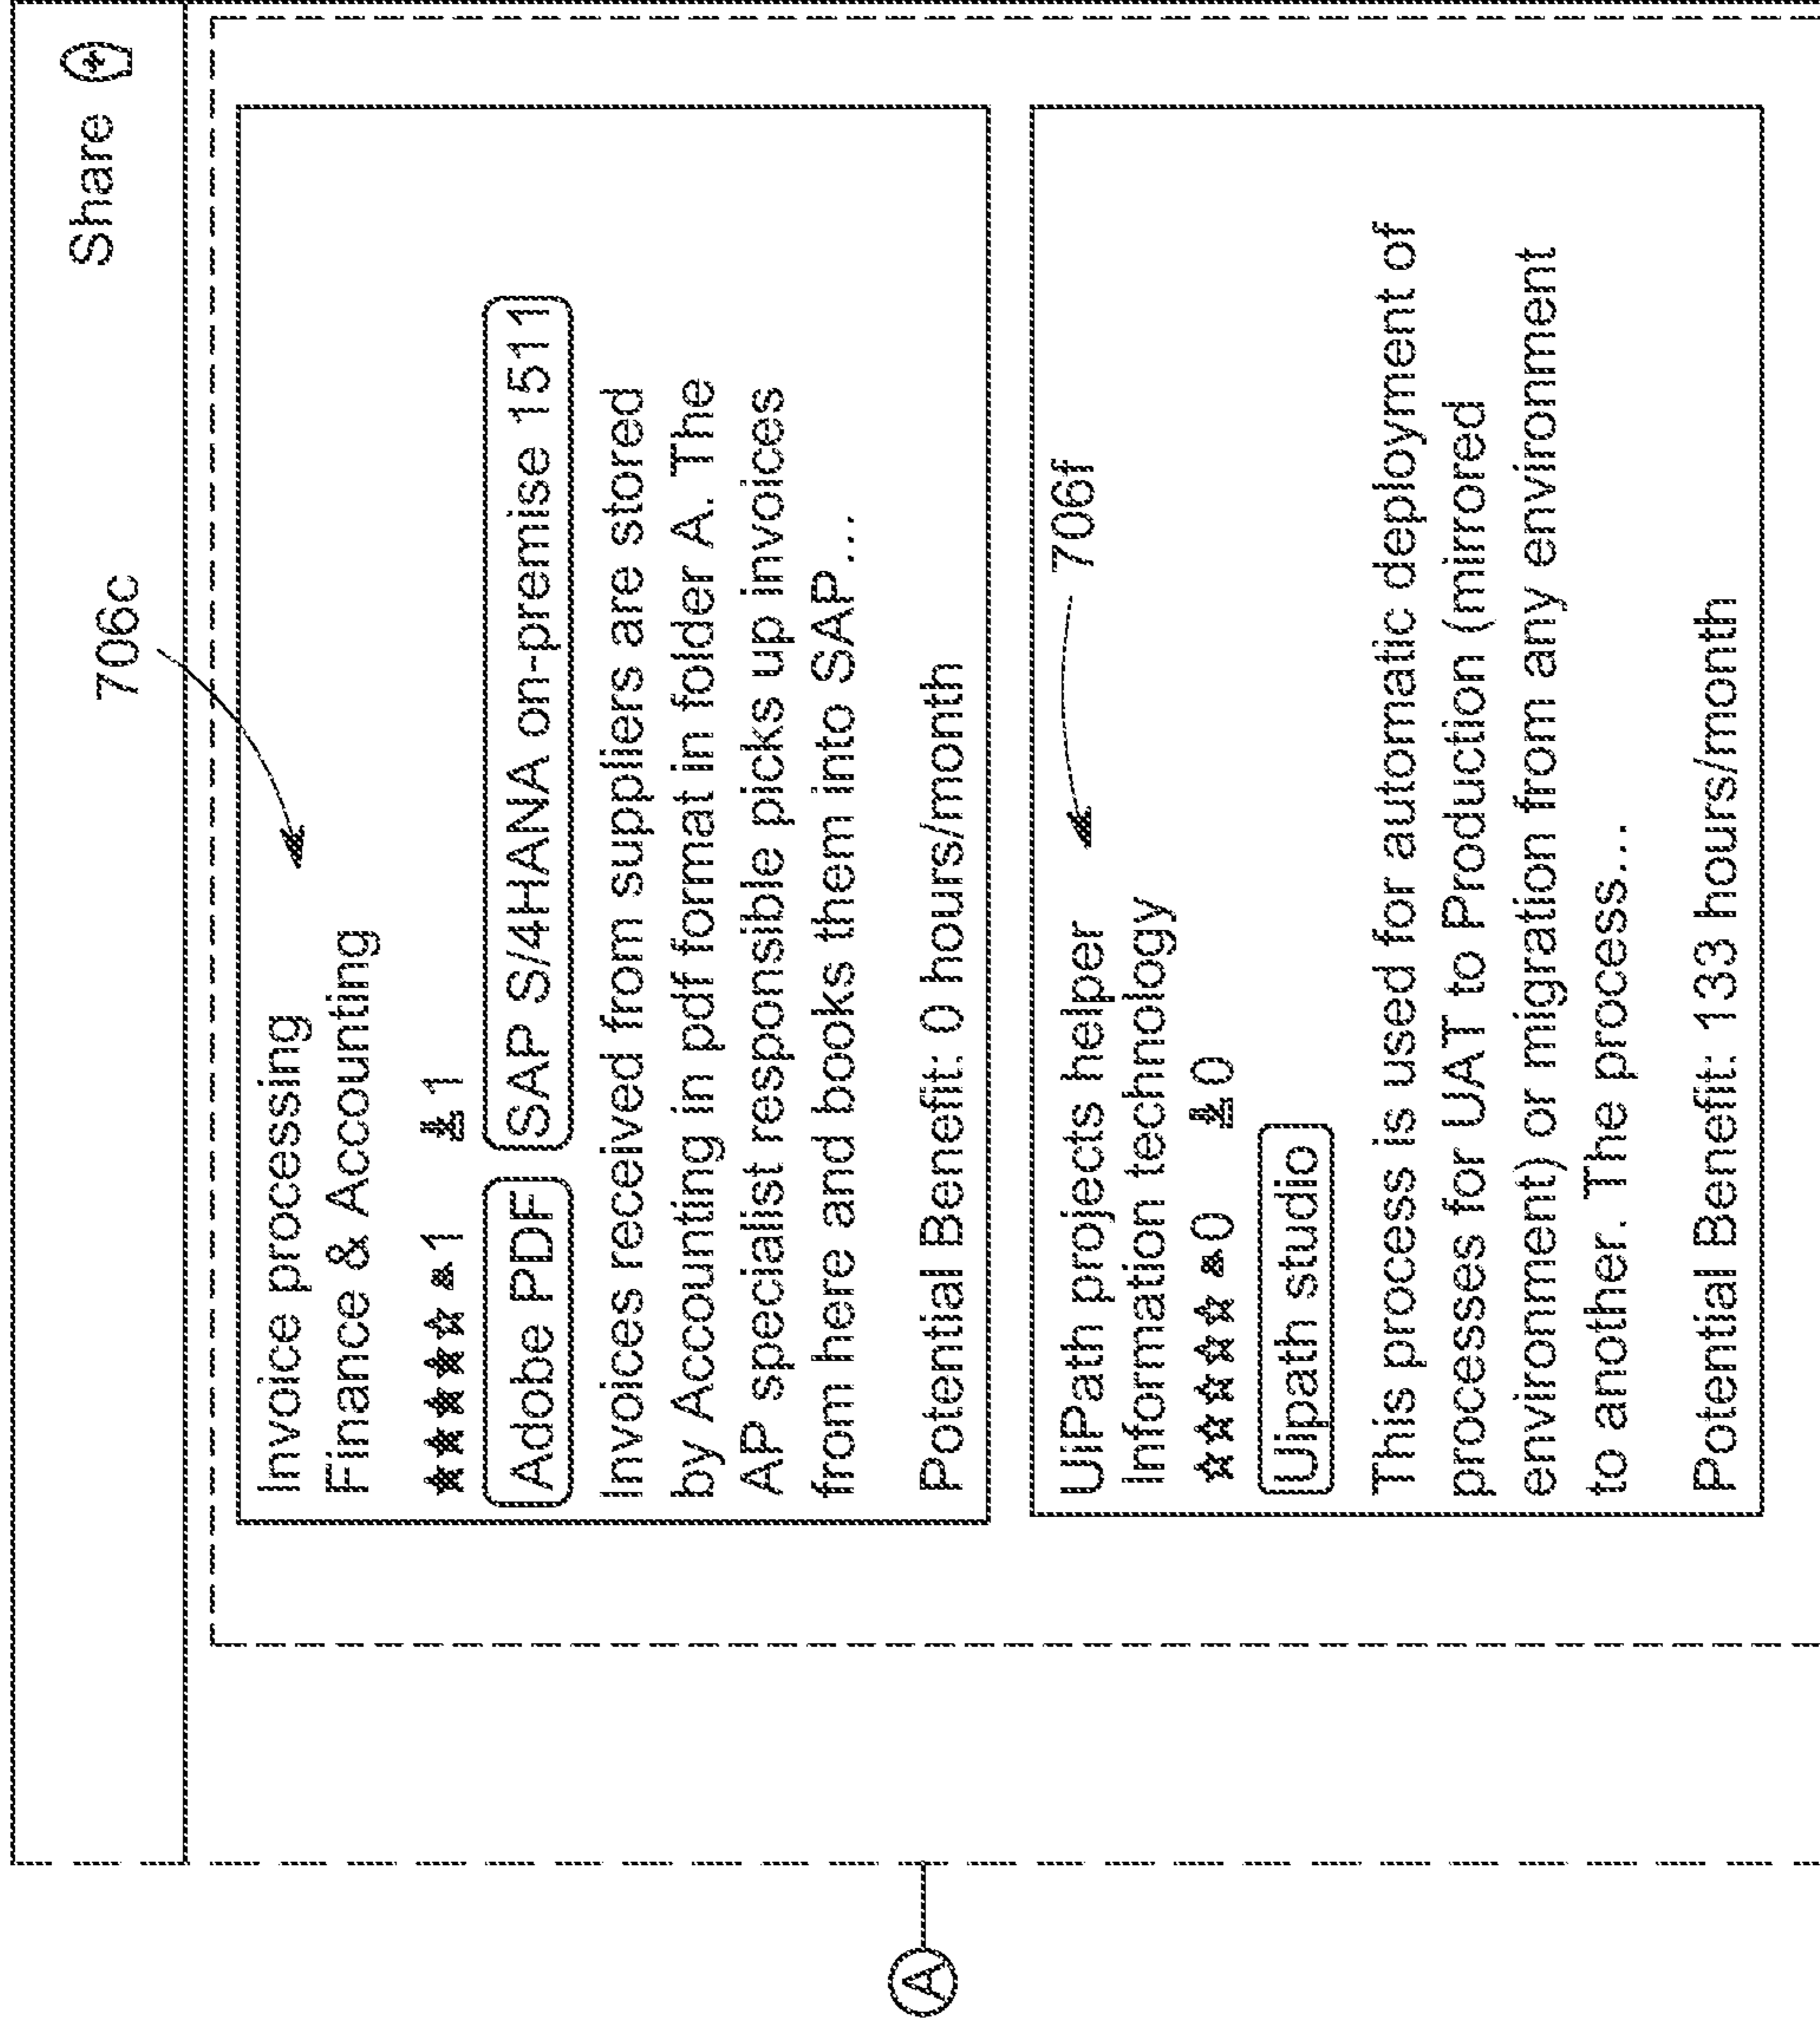 Share
706c
Invoice processing
Finance & Accounting
1 1
Adobe PDF SAP S/4HANA on-premise 1511
Invoices received from suppliers are stored
by Accounting in pdf format in folder A. The
AP specialist responsible picks up invoices
from here and books them into SAP...
Potential Benefit: 0 hours/month
706f
UiPath projects helper
Information technology
0 0
Uipath studio
This process is used for automatic deployment of
processes for UAT to Production (mirrored
environment) or migration from any environment
to another. The process...
Potential Benefit: 133 hours/month
A